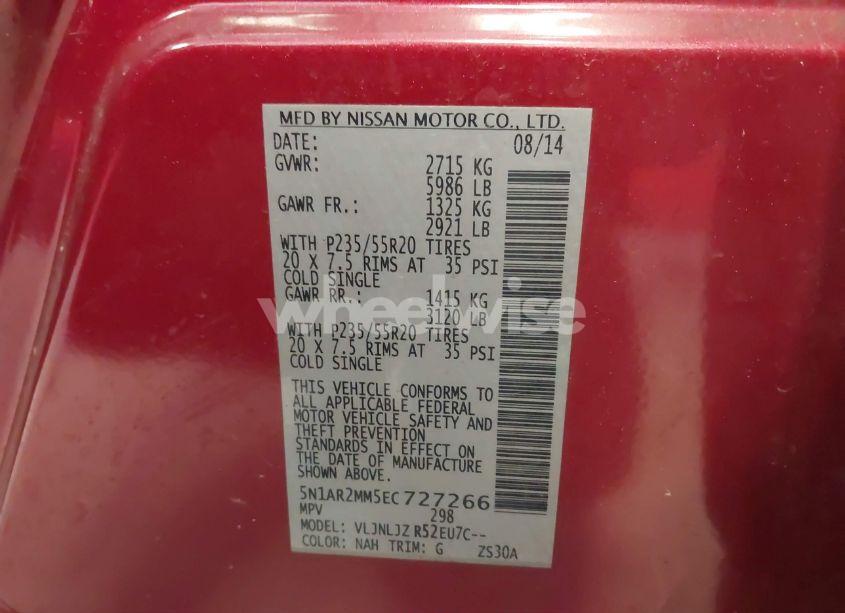 MFD BY NISSAN MOTOR CO., LTD.
DATE: 08/14
GVWR: 2715 KG
5986 LB
GAWR FR.: 1325 KG
2921 LB
WITH P235/55R20 TIRES
20 X 7.5 RIMS AT 35 PSI
COLD SINGLE
GAWR RR.: 1415 KG
3120 LB
WITH P235/55R20 TIRES
20 X 7.5 RIMS AT 35 PSI
COLD SINGLE
wheelwise
THIS VEHICLE CONFORMS TO
ALL APPLICABLE FEDERAL
MOTOR VEHICLE SAFETY AND
THEFT PREVENTION
STANDARDS IN EFFECT ON
THE DATE OF MANUFACTURE
SHOWN ABOVE.
5N1AR2MM5EC727266
MPV 298
MODEL: VLJNLJZ R52EU7C--
COLOR: NAH TRIM: G ZS30A